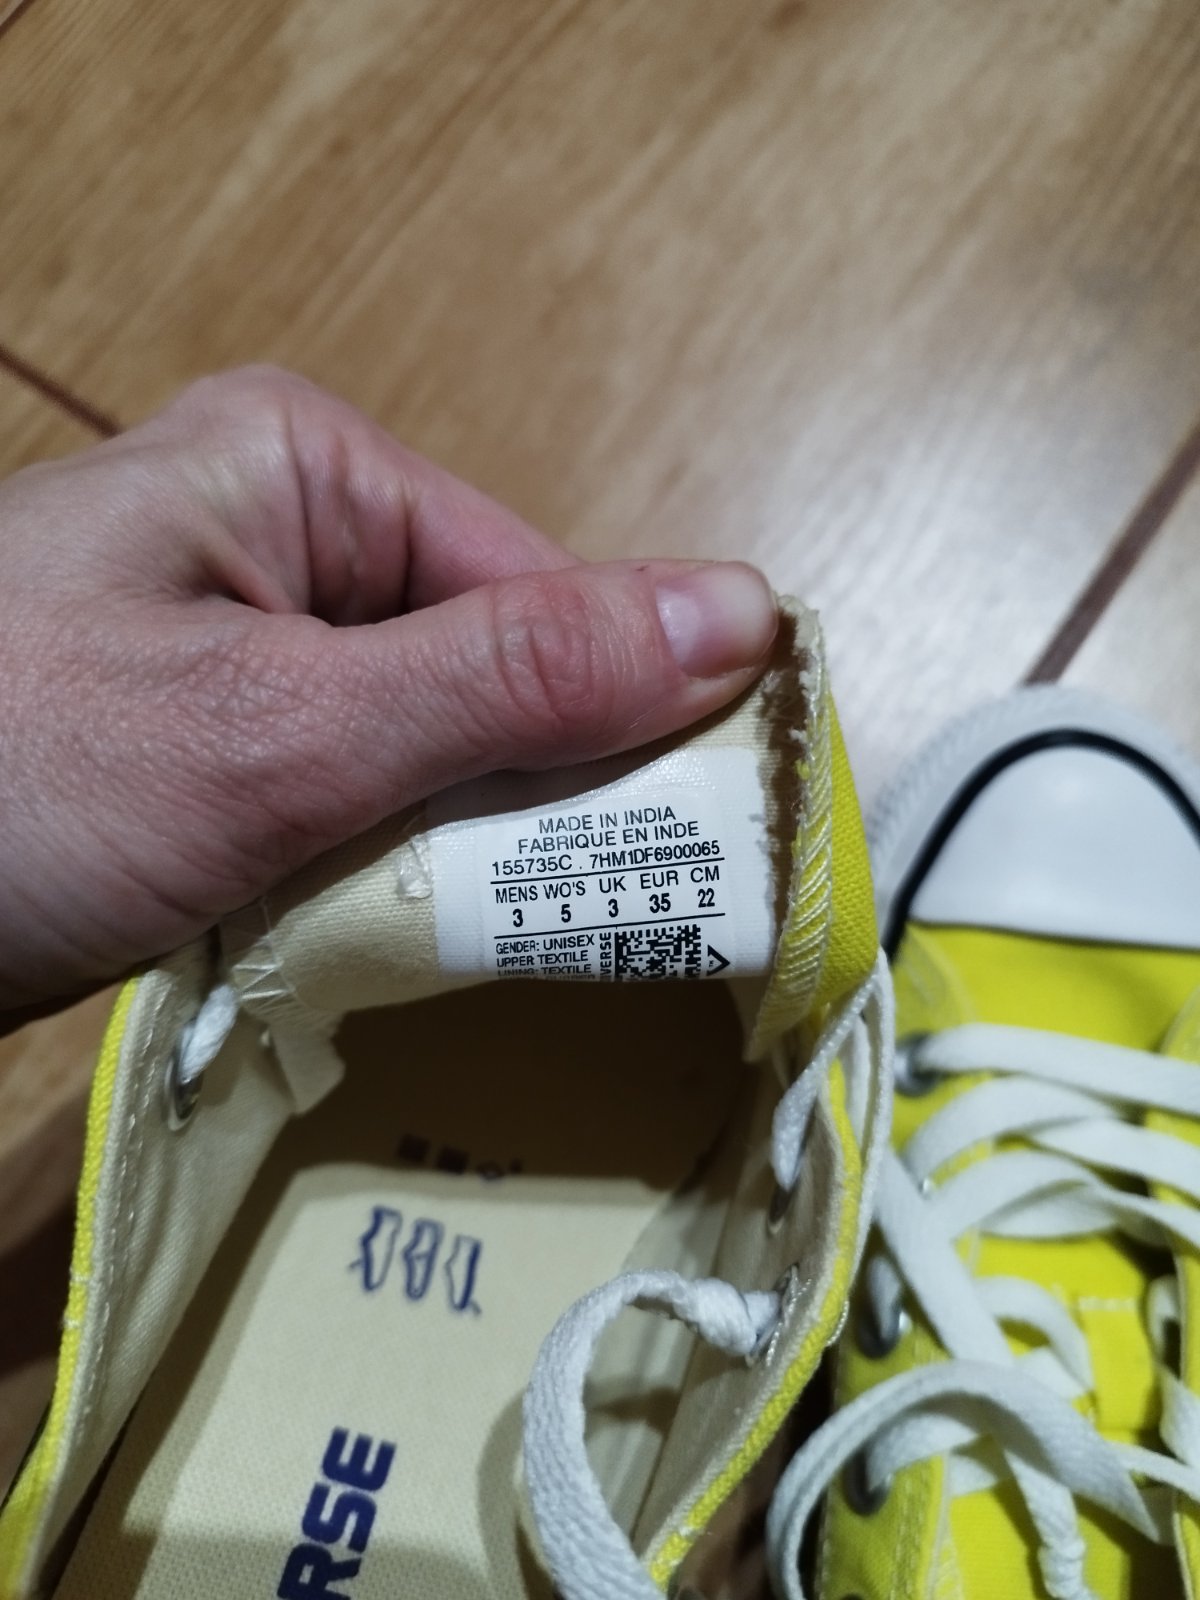 MADE IN INDIA
FABRIQUE EN INDE
155735C . 7HM1DF6900065
MENS WO'S UK EUR CM
3 5 3 35 22
GENDER: UNISEX
UPPER TEXTILE
LINING: TEXTILE
VERSE
RSE